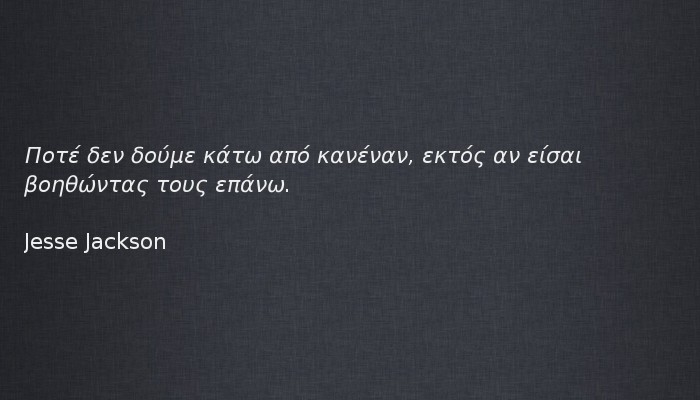 Ποτέ δεν δούμε κάτω από κανέναν, εκτός αν είσαι
βοηθώντας τους επάνω.
Jesse Jackson